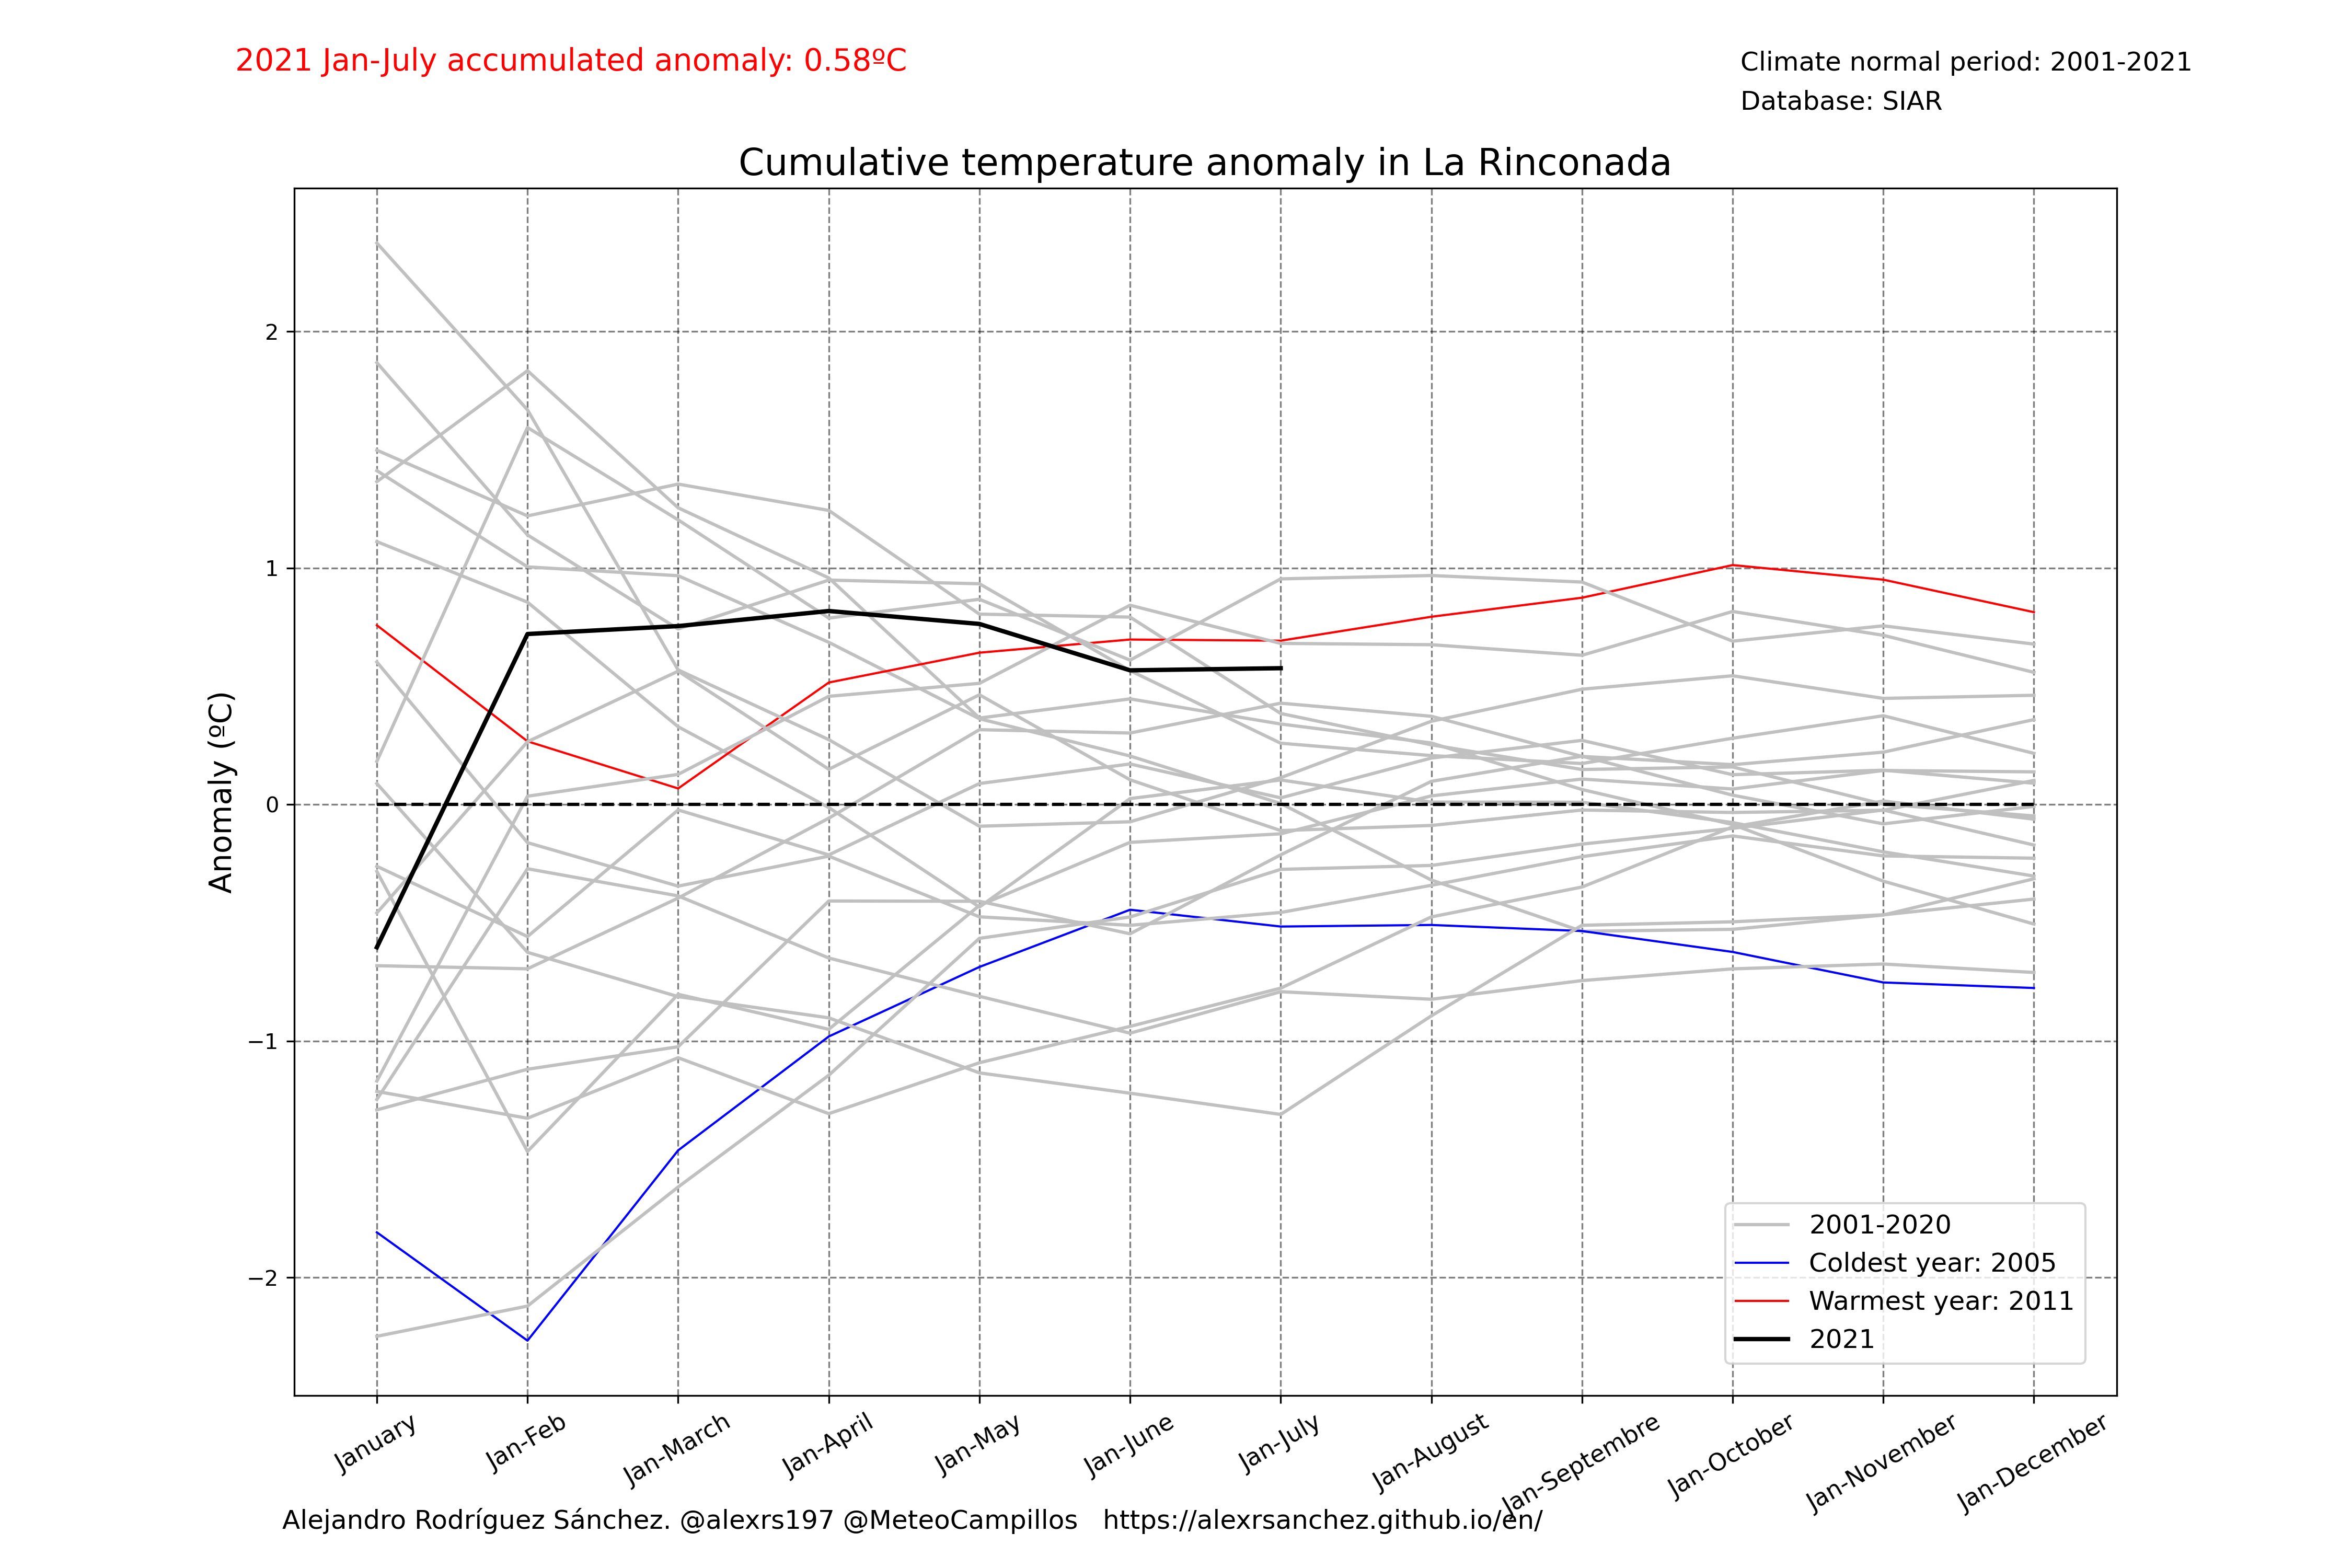 2021 Jan-July accumulated anomaly: 0.58ºC
Climate normal period: 2001-2021
Database: SIAR
Cumulative temperature anomaly in La Rinconada
Anomaly (ºC)
2
1
0
−1
−2
January
Jan-Feb
Jan-March
Jan-April
Jan-May
Jan-June
Jan-July
Jan-August
Jan-Septembre
Jan-October
Jan-November
Jan-December
2001-2020
Coldest year: 2005
Warmest year: 2011
2021
Alejandro Rodríguez Sánchez. @alexrs197 @MeteoCampillos https://alexrsanchez.github.io/en/